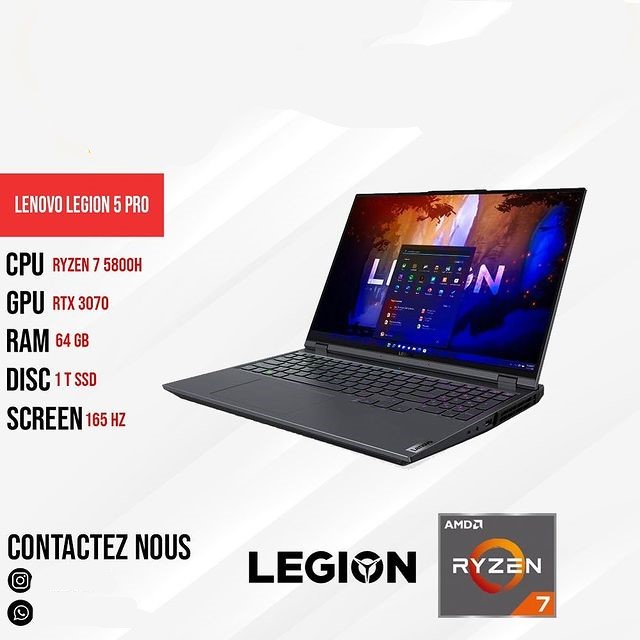 LENOVO LEGION 5 PRO
CPU RYZEN 7 5800H
GPU RTX 3070
RAM 64 GB
DISC 1 T SSD
SCREEN 165 HZ
LEGION
Lenovo
CONTACTEZ NOUS
LEGION
AMD
RYZEN
7